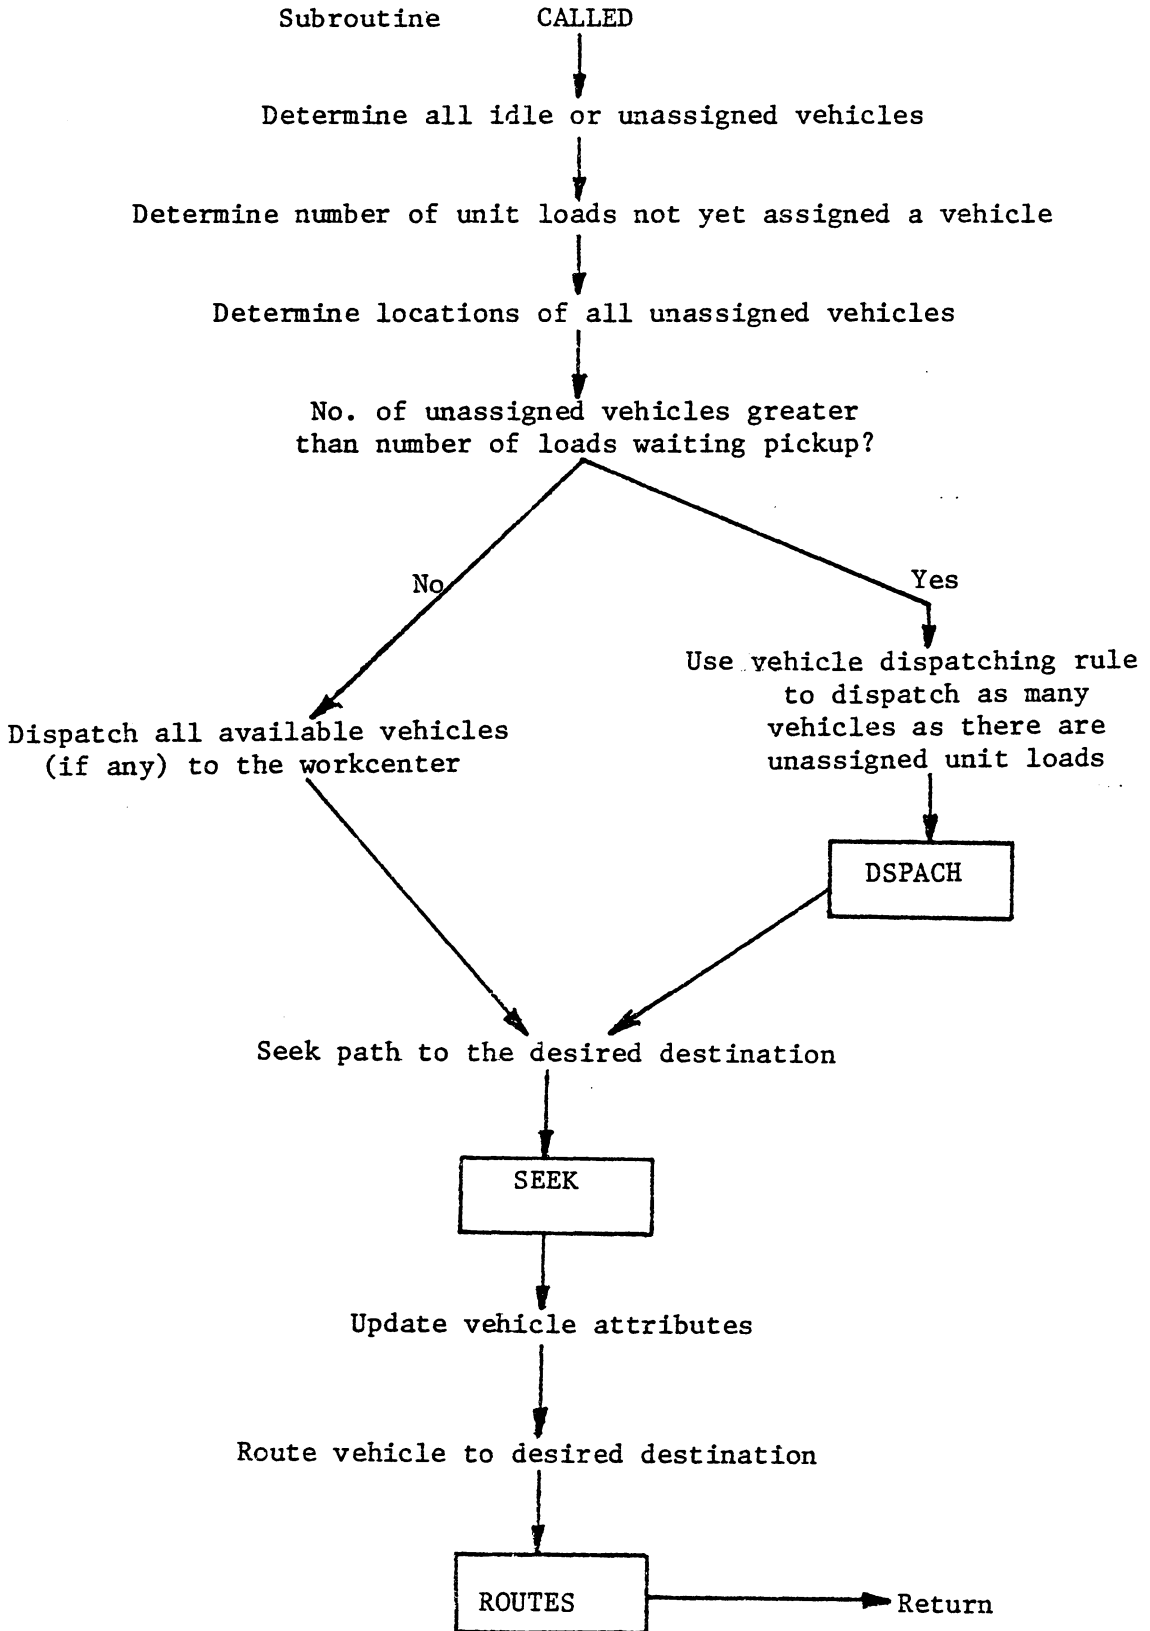 Subroutine CALLED
Determine all idle or unassigned vehicles
Determine number of unit loads not yet assigned a vehicle
Determine locations of all unassigned vehicles
No. of unassigned vehicles greater
than number of loads waiting pickup?
No
Yes
Dispatch all available vehicles
(if any) to the workcenter
Use vehicle dispatching rule
to dispatch as many
vehicles as there are
unassigned unit loads
DSPACH
Seek path to the desired destination
SEEK
Update vehicle attributes
Route vehicle to desired destination
ROUTES
Return